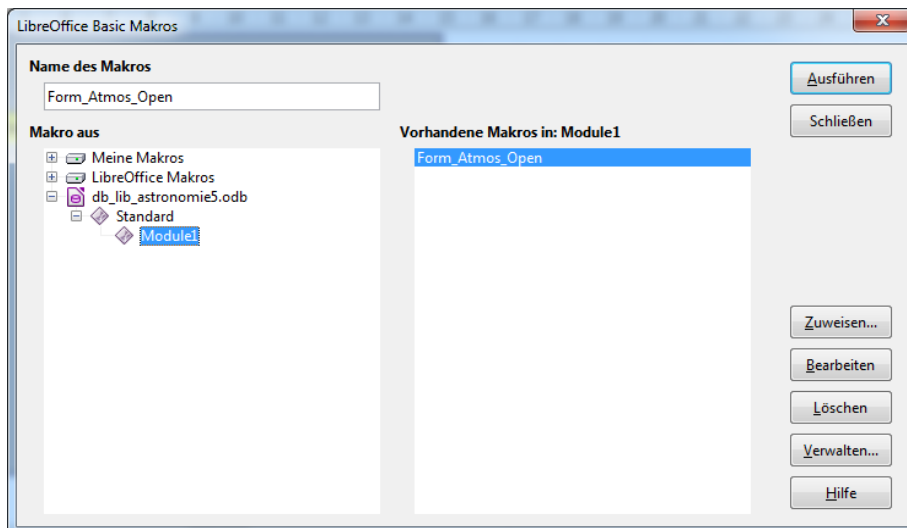 LibreOffice Basic Makros
Name des Makros
Form_Atmos_Open
Ausführen
Schließen
Makro aus
Meine Makros
LibreOffice Makros
db_lib_astronomie5.odb
Standard
Module1
Vorhandene Makros in: Module1
Form_Atmos_Open
Zuweisen...
Bearbeiten
Löschen
Verwalten...
Hilfe